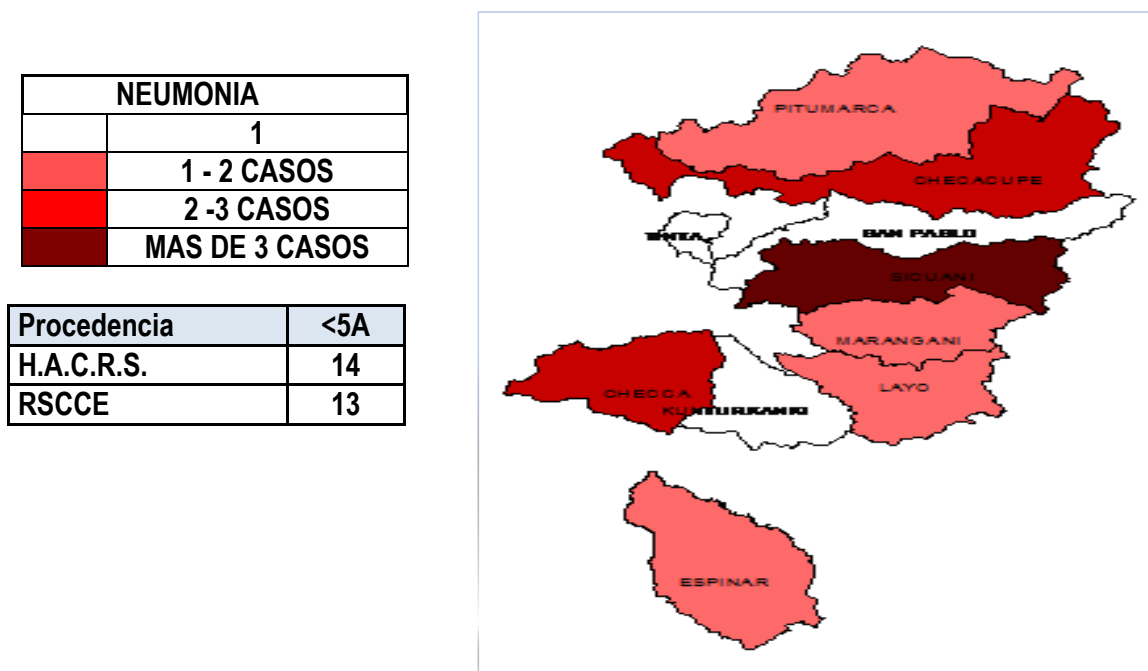 NEUMONIA
1
1 - 2 CASOS
2 -3 CASOS
MAS DE 3 CASOS
Procedencia <5A
H.A.C.R.S. 14
RSCCE 13
PITUMARCA
CHECACUPE
TINTA
SAN PABLO
SICUANI
MARANGANI
LAYO
CHECCA
KUNTURKANKI
ESPINAR